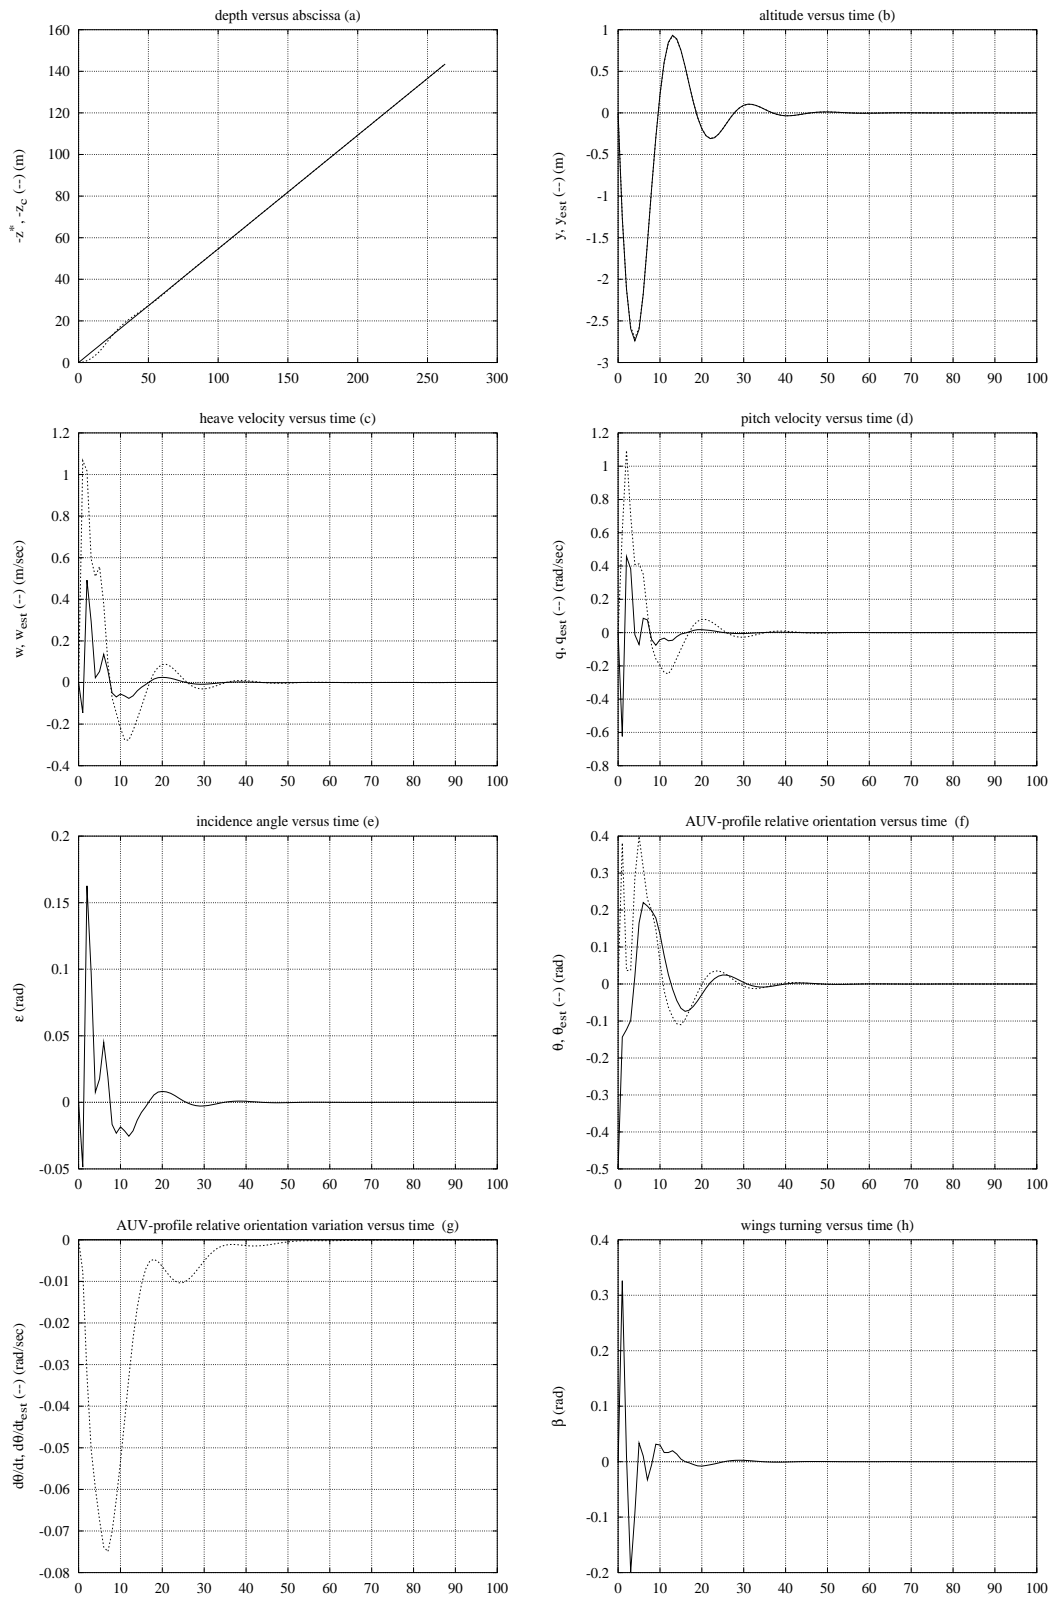 depth versus abscissa (a)
-z*, -zc (--) (m)
160
140
120
100
80
60
40
20
0
0 50 100 150 200 250 300
altitude versus time (b)
y, yest (--) (m)
1
0.5
0
-0.5
-1
-1.5
-2
-2.5
-3
0 10 20 30 40 50 60 70 80 90 100
heave velocity versus time (c)
w, west (--) (m/sec)
1.2
1
0.8
0.6
0.4
0.2
0
-0.2
-0.4
0 10 20 30 40 50 60 70 80 90 100
pitch velocity versus time (d)
q, qest (--) (rad/sec)
1.2
1
0.8
0.6
0.4
0.2
0
-0.2
-0.4
-0.6
-0.8
0 10 20 30 40 50 60 70 80 90 100
incidence angle versus time (e)
ε (rad)
0.2
0.15
0.1
0.05
0
-0.05
0 10 20 30 40 50 60 70 80 90 100
AUV-profile relative orientation versus time (f)
θ, θest (--) (rad)
0.4
0.3
0.2
0.1
0
-0.1
-0.2
-0.3
-0.4
-0.5
0 10 20 30 40 50 60 70 80 90 100
AUV-profile relative orientation variation versus time (g)
dθ/dt, dθ/dtest (--) (rad/sec)
0
-0.01
-0.02
-0.03
-0.04
-0.05
-0.06
-0.07
-0.08
0 10 20 30 40 50 60 70 80 90 100
wings turning versus time (h)
β (rad)
0.4
0.3
0.2
0.1
0
-0.1
-0.2
0 10 20 30 40 50 60 70 80 90 100